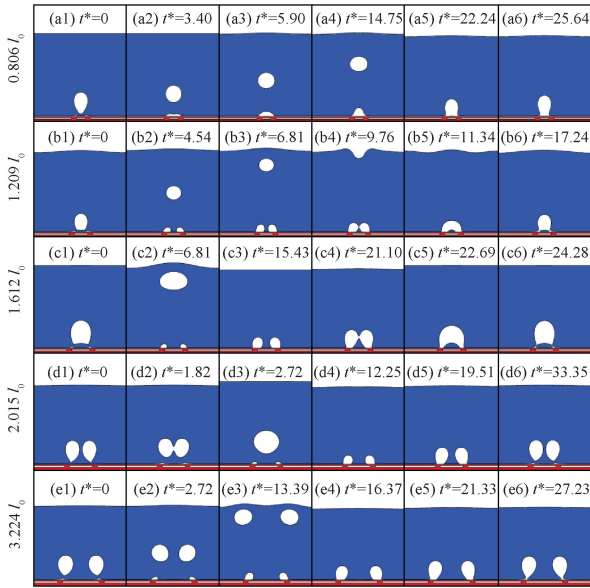 0.806 l₀
(a1) t*=0 (a2) t*=3.40 (a3) t*=5.90 (a4) t*=14.75 (a5) t*=22.24 (a6) t*=25.64
1.209 l₀
(b1) t*=0 (b2) t*=4.54 (b3) t*=6.81 (b4) t*=9.76 (b5) t*=11.34 (b6) t*=17.24
1.612 l₀
(c1) t*=0 (c2) t*=6.81 (c3) t*=15.43 (c4) t*=21.10 (c5) t*=22.69 (c6) t*=24.28
2.015 l₀
(d1) t*=0 (d2) t*=1.82 (d3) t*=2.72 (d4) t*=12.25 (d5) t*=19.51 (d6) t*=33.35
3.224 l₀
(e1) t*=0 (e2) t*=2.72 (e3) t*=13.39 (e4) t*=16.37 (e5) t*=21.33 (e6) t*=27.23